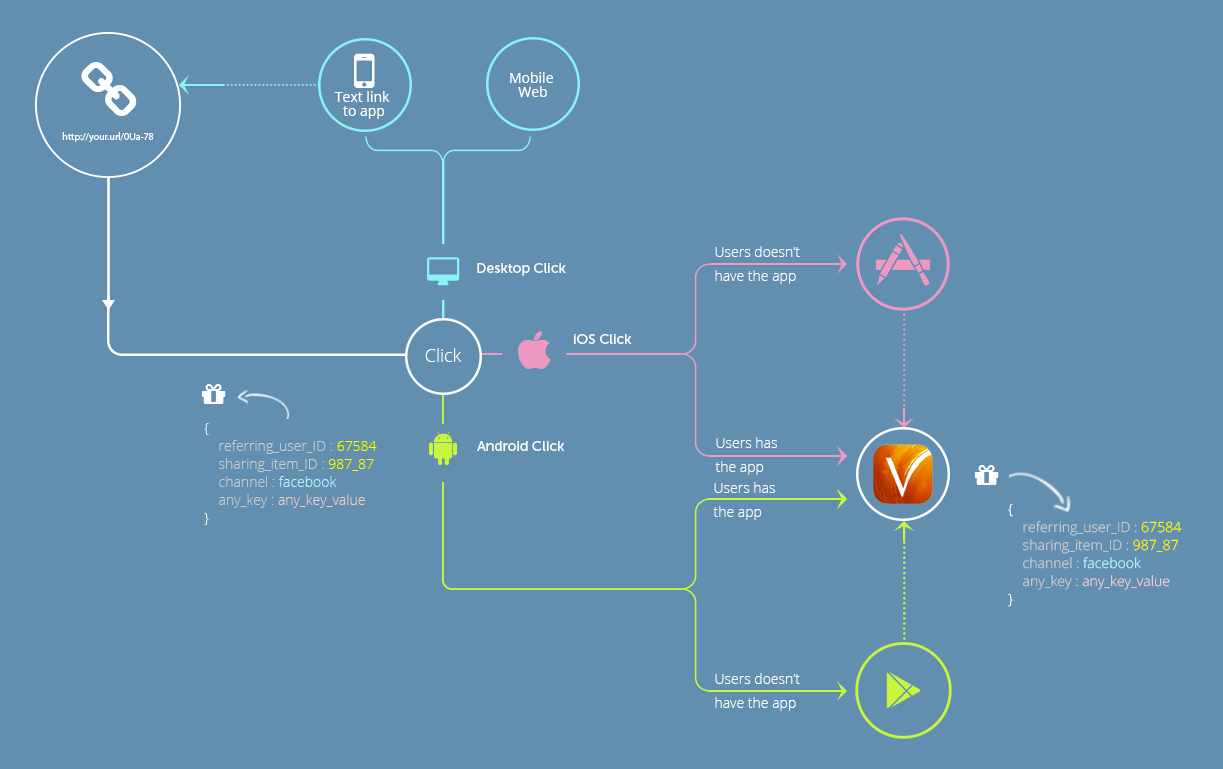 http://your.url/0Ua-78
Text link
to app
Mobile
Web
Desktop Click
Click
iOS Click
Android Click
Users doesn't
have the app
Users has
the app
Users has
the app
Users doesn't
have the app
{
referring_user_ID : 67584
sharing_item_ID : 987_87
channel : facebook
any_key : any_key_value
}
V
{
referring_user_ID : 67584
sharing_item_ID : 987_87
channel : facebook
any_key : any_key_value
}